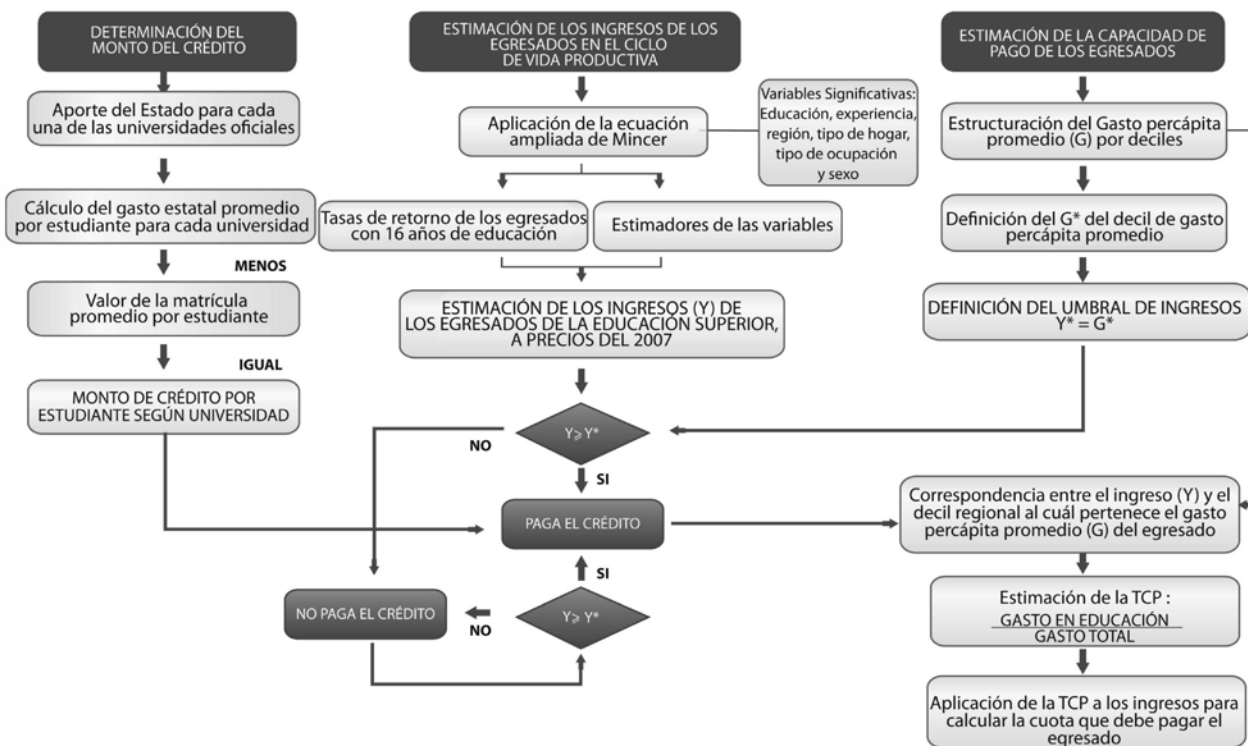 DETERMINACIÓN DEL
MONTO DEL CRÉDITO
Aporte del Estado para cada
una de las universidades oficiales
Cálculo del gasto estatal promedio
por estudiante para cada universidad
MENOS
Valor de la matrícula
promedio por estudiante
IGUAL
MONTO DE CRÉDITO POR
ESTUDIANTE SEGÚN UNIVERSIDAD
ESTIMACIÓN DE LOS INGRESOS DE LOS
EGRESADOS EN EL CICLO
DE VIDA PRODUCTIVA
Aplicación de la ecuación
ampliada de Mincer
Variables Significativas:
Educación, experiencia,
región, tipo de hogar,
tipo de ocupación
y sexo
Tasas de retorno de los egresados
con 16 años de educación
Estimadores de las variables
ESTIMACIÓN DE LOS INGRESOS (Y) DE
LOS EGRESADOS DE LA EDUCACIÓN SUPERIOR,
A PRECIOS DEL 2007
Y⩾Y*
NO
SI
PAGA EL CRÉDITO
SI
Y⩾Y*
NO
NO PAGA EL CRÉDITO
ESTIMACIÓN DE LA CAPACIDAD DE
PAGO DE LOS EGRESADOS
Estructuración del Gasto percápita
promedio (G) por deciles
Definición del G* del decil de gasto
percápita promedio
DEFINICIÓN DEL UMBRAL DE INGRESOS
Y* = G*
Correspondencia entre el ingreso (Y) y el
decil regional al cuál pertenece el gasto
percápita promedio (G) del egresado
Estimación de la TCP :
GASTO EN EDUCACIÓN
GASTO TOTAL
Aplicación de la TCP a los ingresos para
calcular la cuota que debe pagar el
egresado